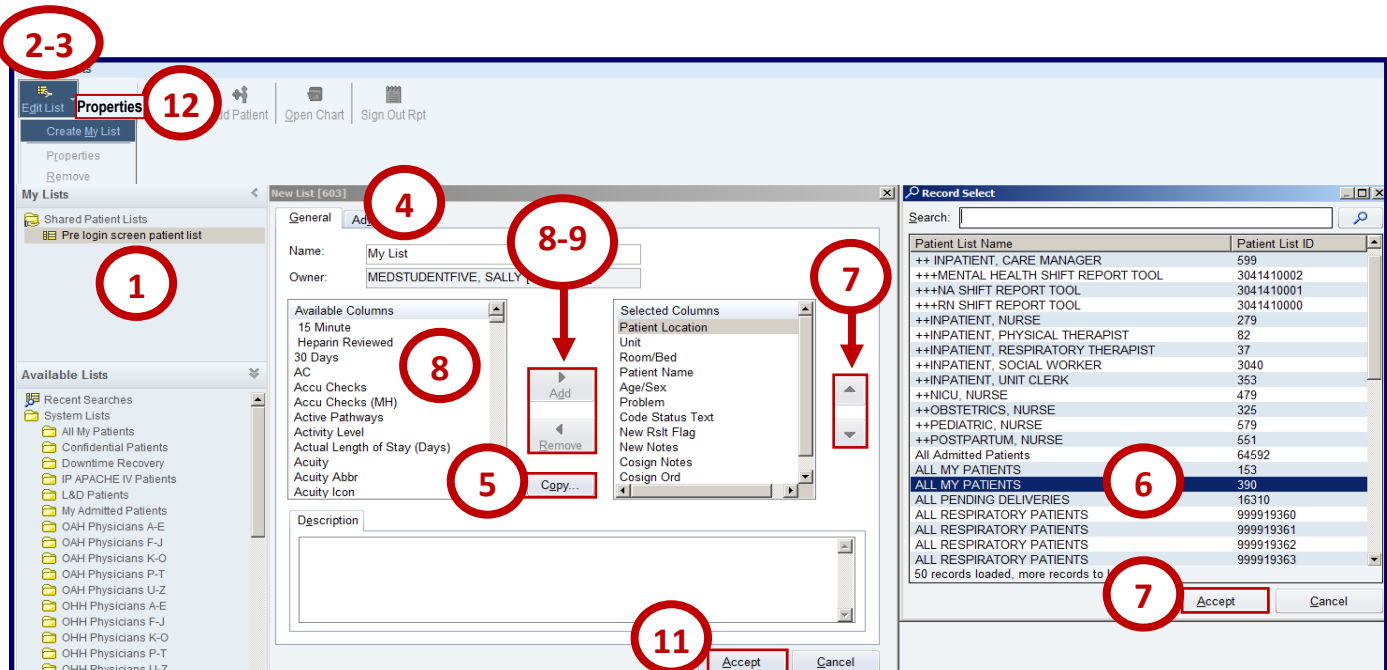 2-3
Edit List
Properties
12
Patient
Open Chart
Sign Out Rpt
Create My List
Properties
Remove
My Lists
Shared Patient Lists
Pre login screen patient list
1
Available Lists
Recent Searches
System Lists
All My Patients
Confidential Patients
Downtime Recovery
IP APACHE IV Patients
L&D Patients
My Admitted Patients
OAH Physicians A-E
OAH Physicians F-J
OAH Physicians K-O
OAH Physicians P-T
OAH Physicians U-Z
OHH Physicians A-E
OHH Physicians F-J
OHH Physicians K-O
OHH Physicians P-T
OHH Physicians U-Z
New List [603]
General
4
Name: My List
Owner: MEDSTUDENTFIVE, SALLY
8-9
7
Available Columns
15 Minute
Heparin Reviewed
30 Days
AC
Accu Checks
Accu Checks (MH)
Active Pathways
Activity Level
Actual Length of Stay (Days)
Acuity
Acuity Abbr
Acuity Icon
8
Add
Remove
5
Copy...
Selected Columns
Patient Location
Unit
Room/Bed
Patient Name
Age/Sex
Problem
Code Status Text
New Rslt Flag
New Notes
Cosign Notes
Cosign Ord
Description
11
Accept
Cancel
Record Select
Search:
Patient List Name Patient List ID
++ INPATIENT, CARE MANAGER 599
+++MENTAL HEALTH SHIFT REPORT TOOL 3041410002
+++NA SHIFT REPORT TOOL 3041410001
+++RN SHIFT REPORT TOOL 3041410000
++INPATIENT, NURSE 279
++INPATIENT, PHYSICAL THERAPIST 82
++INPATIENT, RESPIRATORY THERAPIST 37
++INPATIENT, SOCIAL WORKER 3040
++INPATIENT, UNIT CLERK 353
++NICU, NURSE 479
++OBSTETRICS, NURSE 325
++PEDIATRIC, NURSE 579
++POSTPARTUM, NURSE 551
All Admitted Patients 64592
ALL MY PATIENTS 153
ALL MY PATIENTS 390
ALL PENDING DELIVERIES 16310
ALL RESPIRATORY PATIENTS 999919360
ALL RESPIRATORY PATIENTS 999919361
ALL RESPIRATORY PATIENTS 999919362
ALL RESPIRATORY PATIENTS 999919363
6
50 records loaded, more records to
7
Accept
Cancel